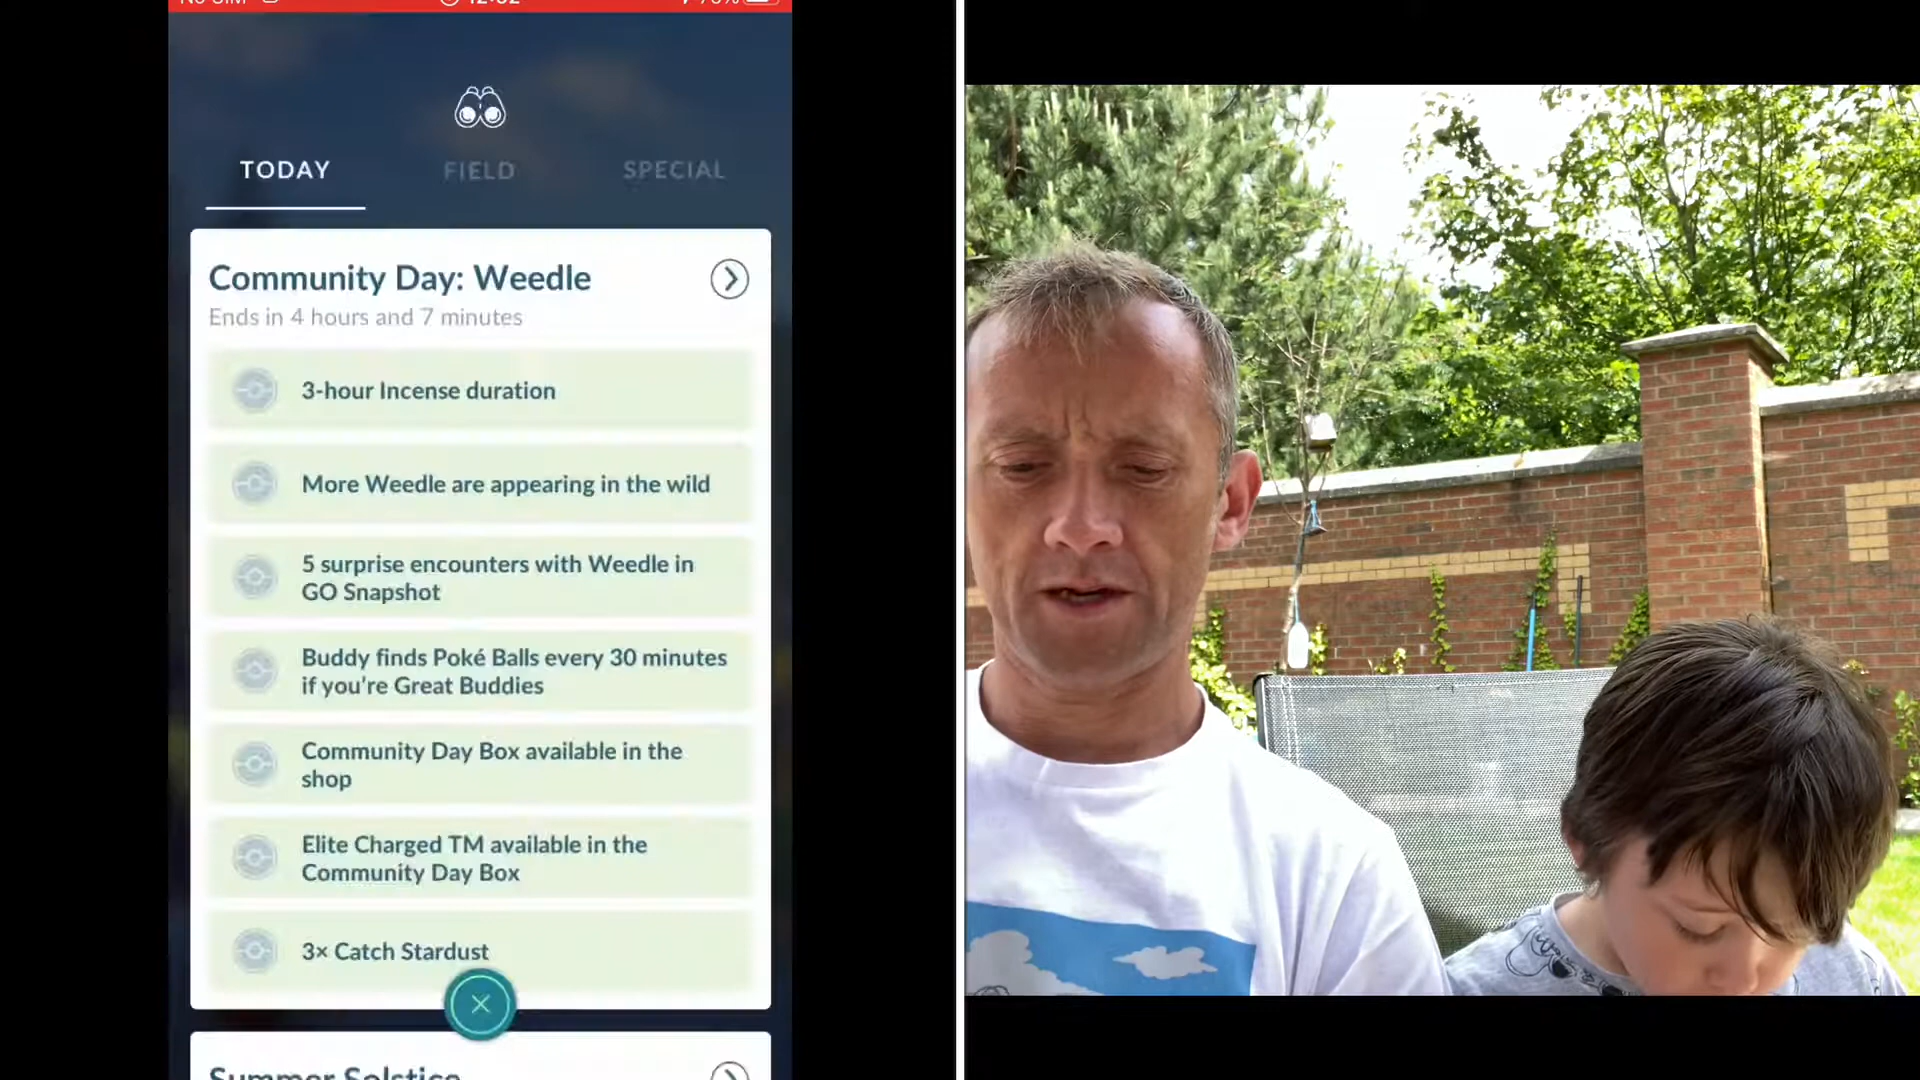 TODAY
FIELD
SPECIAL
Community Day: Weedle
Ends in 4 hours and 7 minutes
3-hour Incense duration
More Weedle are appearing in the wild
5 surprise encounters with Weedle in
GO Snapshot
Buddy finds Poké Balls every 30 minutes
if you're Great Buddies
Community Day Box available in the
shop
Elite Charged TM available in the
Community Day Box
3× Catch Stardust
Summer Solstice